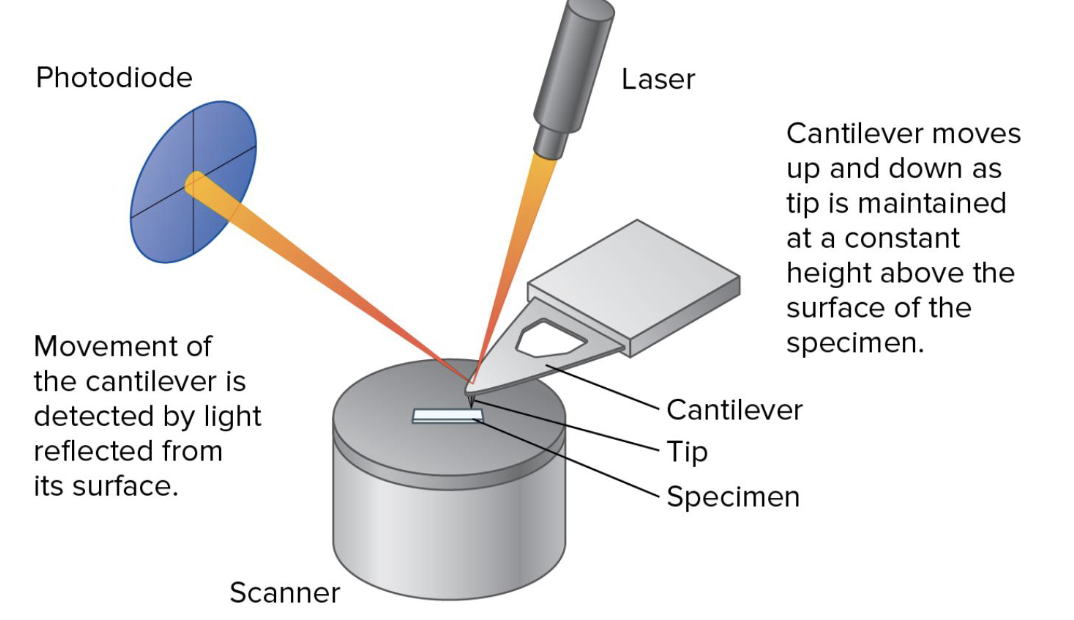 Photodiode
Laser
Cantilever moves
up and down as
tip is maintained
at a constant
height above the
surface of the
specimen.
Movement of
the cantilever is
detected by light
reflected from
its surface.
Cantilever
Tip
Specimen
Scanner